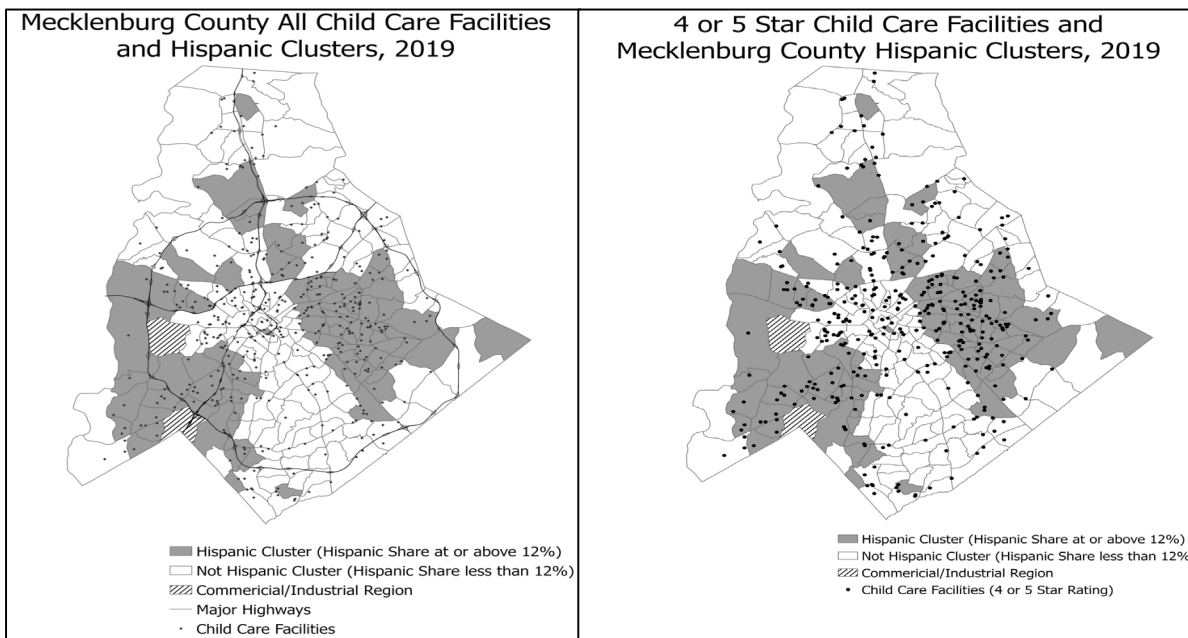 Mecklenburg County All Child Care Facilities
and Hispanic Clusters, 2019
Hispanic Cluster (Hispanic Share at or above 12%)
Not Hispanic Cluster (Hispanic Share less than 12%)
Commericial/Industrial Region
Major Highways
Child Care Facilities
4 or 5 Star Child Care Facilities and
Mecklenburg County Hispanic Clusters, 2019
Hispanic Cluster (Hispanic Share at or above 12%)
Not Hispanic Cluster (Hispanic Share less than 12%
Commericial/Industrial Region
Child Care Facilities (4 or 5 Star Rating)